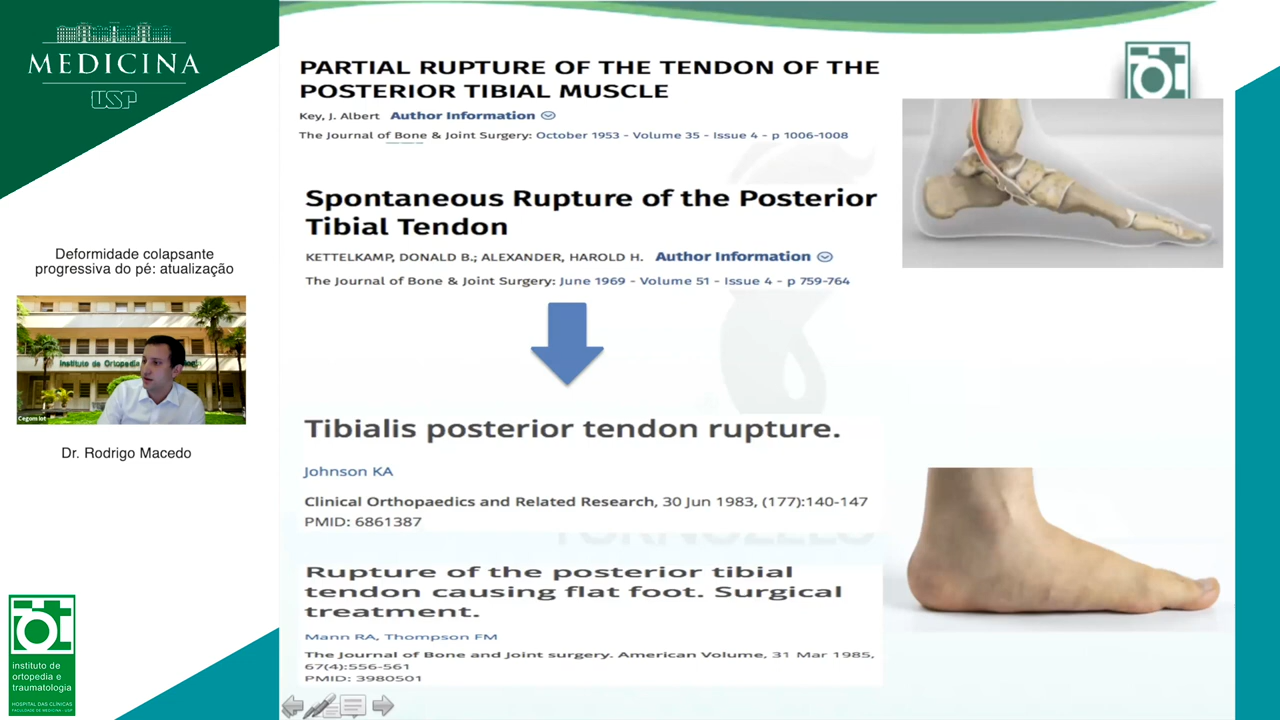 MEDICINA
USP
Deformidade colapsante
progressiva do pé: atualização
Instituto de Ortopedia
Cegom Iot
Dr. Rodrigo Macedo
instituto de
ortopedia e
traumatologia
HOSPITAL DAS CLÍNICAS
FACULDADE DE MEDICINA - USP
PARTIAL RUPTURE OF THE TENDON OF THE
POSTERIOR TIBIAL MUSCLE
Key, J. Albert Author Information
The Journal of Bone & Joint Surgery: October 1953 - Volume 35 - Issue 4 - p 1006-1008
Spontaneous Rupture of the Posterior
Tibial Tendon
KETTELKAMP, DONALD B.; ALEXANDER, HAROLD H. Author Information
The Journal of Bone & Joint Surgery: June 1969 - Volume 51 - Issue 4 - p 759-764
Tibialis posterior tendon rupture.
Johnson KA
Clinical Orthopaedics and Related Research, 30 Jun 1983, (177):140-147
PMID: 6861387
TORNOZELO
Rupture of the posterior tibial
tendon causing flat foot. Surgical
treatment.
Mann RA, Thompson FM
The Journal of Bone and Joint surgery. American Volume, 31 Mar 1985,
67(4):556-561
PMID: 3980501